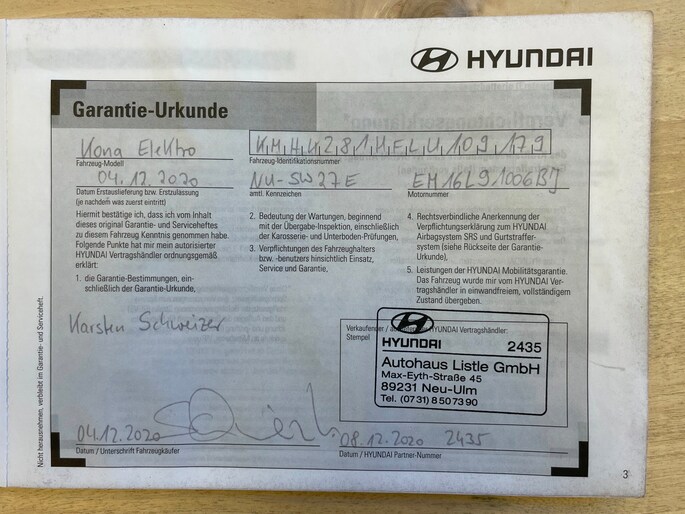 HYUNDAI
Garantie-Urkunde
Kona Elektro
KMHK281HFLU109179
Fahrzeug-Modell
Fahrzeug-Identifikationsnummer
04.12.2020
NU-SW27E
EM16L91006BJ
Datum Erstauslieferung bzw. Erstzulassung
(je nachdem was zuerst eintritt)
amtl. Kennzeichen
Motornummer
Hiermit bestätige ich, dass ich vom Inhalt
dieses original Garantie- und Serviceheftes
zu diesem Fahrzeug Kenntnis genommen habe.
Folgende Punkte hat mir mein autorisierter
HYUNDAI Vertragshändler ordnungsgemäß
erklärt:
1. die Garantie-Bestimmungen, ein-
schließlich der Garantie-Urkunde,
2. Bedeutung der Wartungen, beginnend
mit der Übergabe-Inspektion, einschließlich
der Karosserie- und Unterboden-Prüfungen,
3. Verpflichtungen des Fahrzeughalters
bzw. -benutzers hinsichtlich Einsatz,
Service und Garantie,
4. Rechtsverbindliche Anerkennung der
Verpflichtungserklärung zum HYUNDAI
Airbagsystem SRS und Gurtstraffer-
system (siehe Rückseite der Garantie-
Urkunde),
5. Leistungen der HYUNDAI Mobilitätsgarantie.
Das Fahrzeug wurde mir vom HYUNDAI Ver-
tragshändler in einwandfreiem, vollständigem
Zustand übergeben.
Karsten Schweizer
Verkaufender / HYUNDAI Vertragshändler:
Stempel
HYUNDAI 2435
Autohaus Listle GmbH
Max-Eyth-Straße 45
89231 Neu-Ulm
Tel. (07 31) 8 50 73 90
04.12.2020
08.12.2020 2435
Datum / Unterschrift Fahrzeugkäufer
Datum / HYUNDAI Partner-Nummer
Nicht herausnehmen, verbleibt im Garantie- und Serviceheft.
3